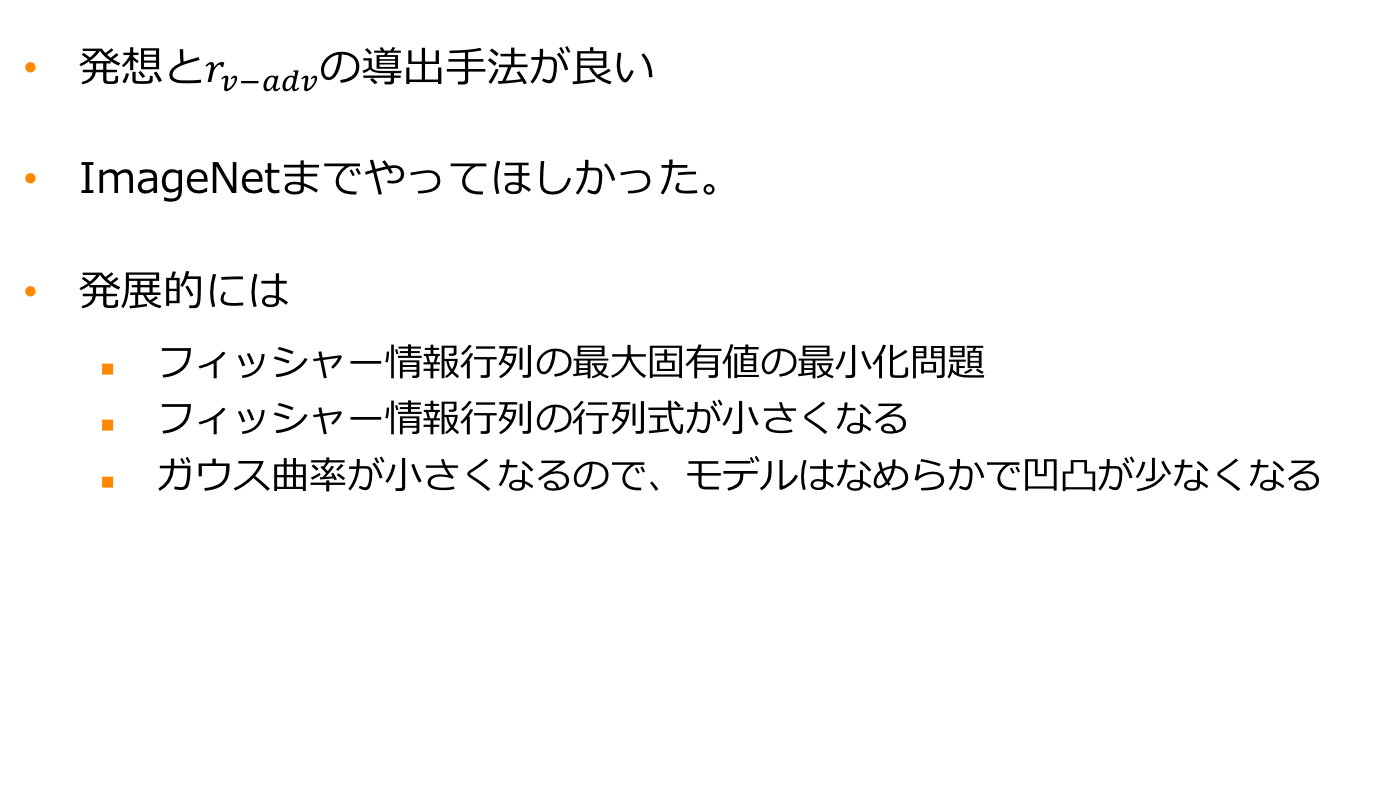 • 発想と𝑟𝑣−𝑎𝑑𝑣の導出手法が良い
• ImageNetまでやってほしかった。
• 発展的には
▪ フィッシャー情報行列の最大固有値の最小化問題
▪ フィッシャー情報行列の行列式が小さくなる
▪ ガウス曲率が小さくなるので、モデルはなめらかで凹凸が少なくなる